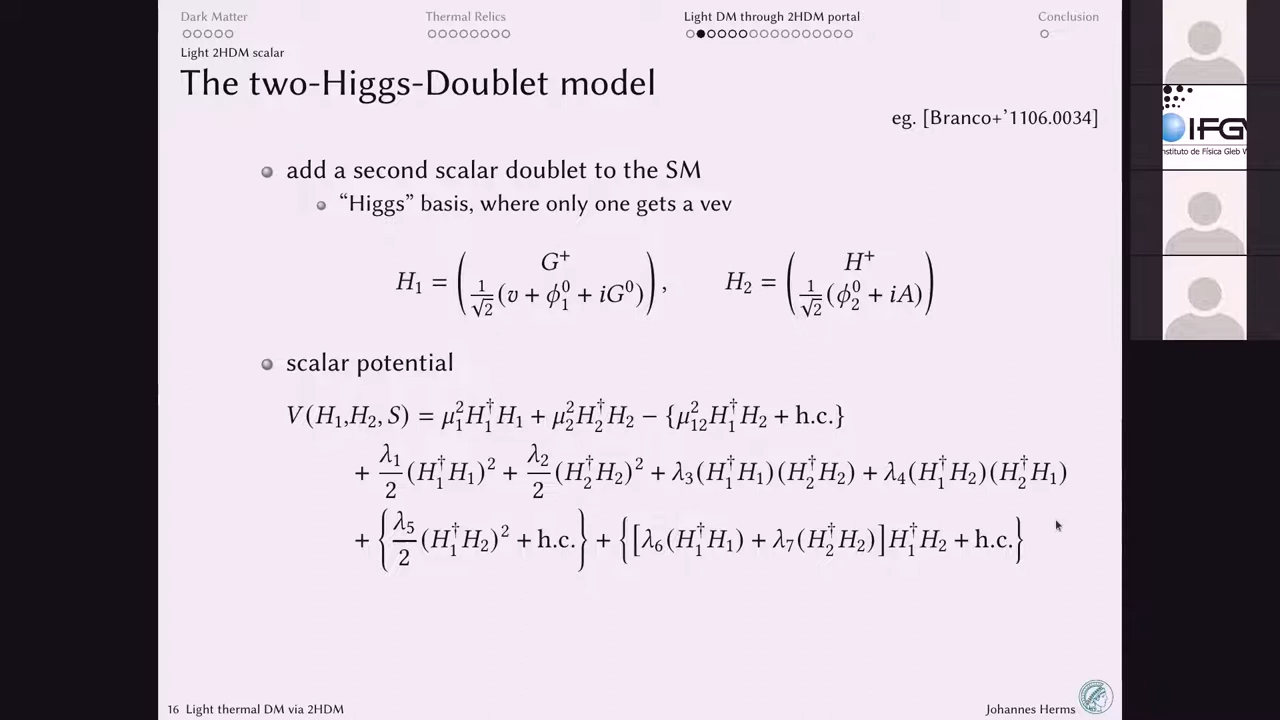 Dark Matter
Thermal Relics
Light DM through 2HDM portal
Conclusion
Light 2HDM scalar
The two-Higgs-Doublet model
eg. [Branco+’1106.0034]
add a second scalar doublet to the SM
“Higgs” basis, where only one gets a vev
H₁ = ( G⁺ ; 1/√2 (v + ϕ₁⁰ + iG⁰) ), H₂ = ( H⁺ ; 1/√2 (ϕ₂⁰ + iA) )
scalar potential
V(H₁,H₂, S) = μ₁²H₁†H₁ + μ₂²H₂†H₂ − {μ₁₂²H₁†H₂ + h.c.}
+ λ₁/2 (H₁†H₁)² + λ₂/2 (H₂†H₂)² + λ₃(H₁†H₁)(H₂†H₂) + λ₄(H₁†H₂)(H₂†H₁)
+ {λ₅/2 (H₁†H₂)² + h.c.} + {[λ₆(H₁†H₁) + λ₇(H₂†H₂)]H₁†H₂ + h.c.}
16 Light thermal DM via 2HDM
Johannes Herms
IFG
nstituto de Física Gleb W